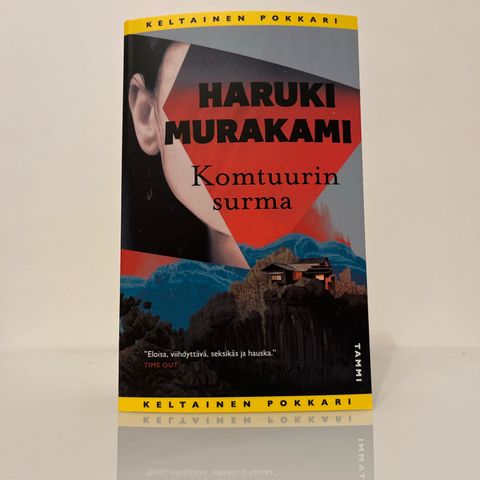 KELTAINEN POKKARI
HARUKI
MURAKAMI
Komtuurin
surma
"Eloisa, viihdyttävä, seksikäs ja hauska."
TIME OUT
TAMMI
KELTAINEN POKKARI